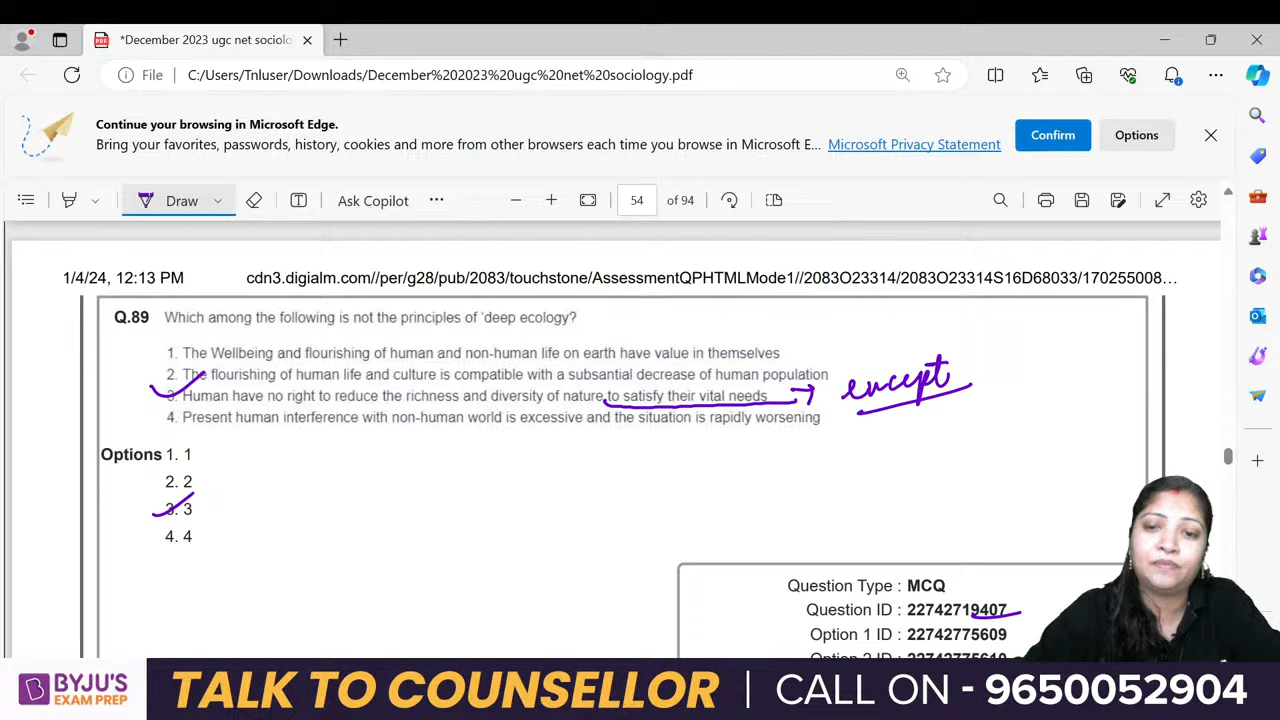 *December 2023 ugc net sociolo
File C:/Users/Tnluser/Downloads/December%202023%20ugc%20net%20sociology.pdf
Continue your browsing in Microsoft Edge.
Bring your favorites, passwords, history, cookies and more from other browsers each time you browse in Microsoft E... Microsoft Privacy Statement
Confirm
Options
Draw
Ask Copilot
54 of 94
1/4/24, 12:13 PM cdn3.digialm.com//per/g28/pub/2083/touchstone/AssessmentQPHTMLMode1//2083O23314/2083O23314S16D68033/170255008…
Q.89 Which among the following is not the principles of 'deep ecology?
1. The Wellbeing and flourishing of human and non-human life on earth have value in themselves
2. The flourishing of human life and culture is compatible with a substantial decrease of human population
3. Human have no right to reduce the richness and diversity of nature to satisfy their vital needs except
4. Present human interference with non-human world is excessive and the situation is rapidly worsening
Options 1. 1
2. 2
3. 3
4. 4
Question Type : MCQ
Question ID : 22742719407
Option 1 ID : 22742775609
BYJU'S
EXAM PREP
TALK TO COUNSELLOR | CALL ON - 9650052904